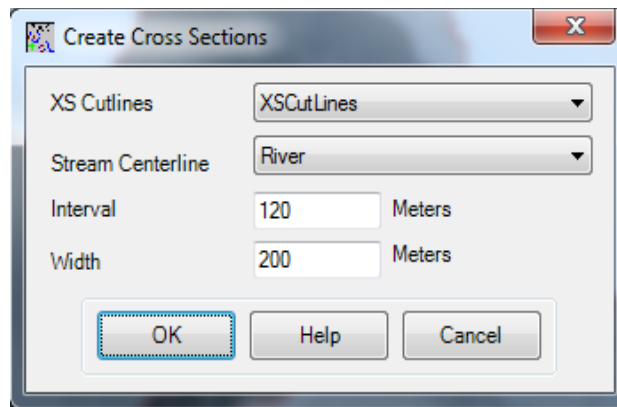 Create Cross Sections
XS Cutlines XSCutLines
Stream Centerline River
Interval 120 Meters
Width 200 Meters
OK Help Cancel